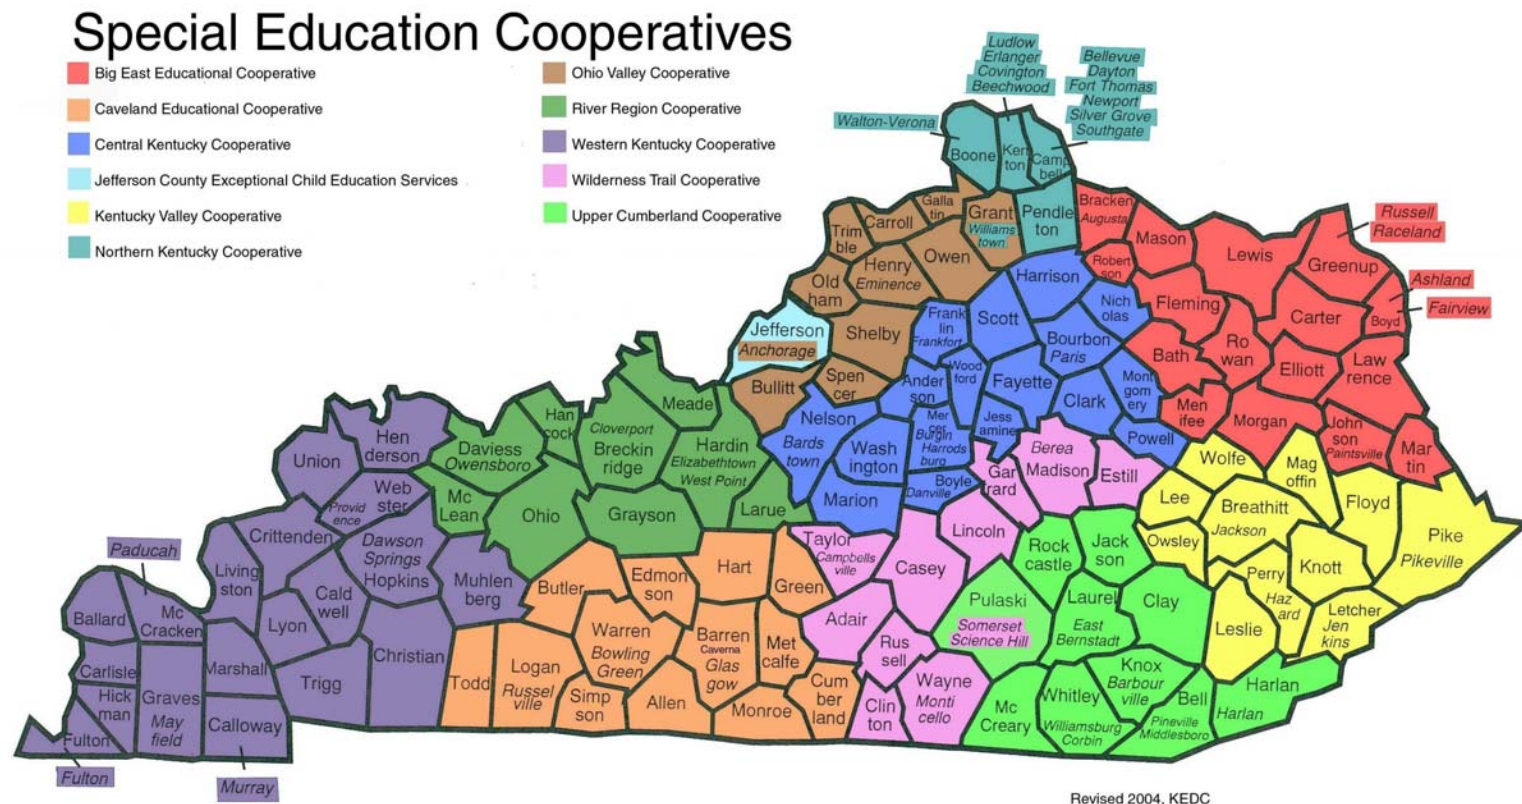 Special Education Cooperatives
Big East Educational Cooperative
Caveland Educational Cooperative
Central Kentucky Cooperative
Jefferson County Exceptional Child Education Services
Kentucky Valley Cooperative
Northern Kentucky Cooperative
Ohio Valley Cooperative
River Region Cooperative
Western Kentucky Cooperative
Wilderness Trail Cooperative
Upper Cumberland Cooperative
Ludlow
Erlanger
Covington
Beechwood
Bellevue
Dayton
Fort Thomas
Newport
Silver Grove
Southgate
Walton-Verona
Boone
Ken
ton
Camp
bell
Pendle
ton
Grant
Williams
town
Galla
tin
Carroll
Trim
ble
Owen
Henry
Eminence
Old
ham
Shelby
Jefferson
Anchorage
Bullitt
Spen
cer
Bracken
Augusta
Mason
Robert
son
Lewis
Greenup
Russell
Raceland
Ashland
Fairview
Boyd
Carter
Fleming
Ro
wan
Bath
Elliott
Law
rence
Men
ifee
Morgan
John
son
Paintsville
Mar
tin
Harrison
Nich
olas
Scott
Frank
lin
Frankfort
Bourbon
Paris
Wood
ford
Fayette
Ander
son
Clark
Mont
gom
ery
Powell
Jess
amine
Mer
cer
Burgin
Harrods
burg
Nelson
Bards
town
Wash
ington
Marion
Boyle
Danville
Berea
Madison
Estill
Gar
rard
Lincoln
Casey
Taylor
Campbells
ville
Adair
Rus
sell
Wayne
Monti
cello
Clin
ton
Wolfe
Mag
offin
Lee
Breathitt
Jackson
Floyd
Pike
Pikeville
Owsley
Perry
Haz
ard
Knott
Letcher
Jen
kins
Leslie
Rock
castle
Jack
son
Pulaski
Somerset
Science Hill
Laurel
East
Bernstadt
Clay
Knox
Barbour
ville
Whitley
Williamsburg
Corbin
Mc
Creary
Bell
Pineville
Middlesboro
Harlan
Harlan
Meade
Han
cock
Cloverport
Breckin
ridge
Hardin
Elizabethtown
West Point
Daviess
Owensboro
Mc
Lean
Ohio
Grayson
Larue
Butler
Edmon
son
Hart
Green
Warren
Bowling
Green
Barren
Caverna
Glas
gow
Met
calfe
Todd
Logan
Russel
ville
Simp
son
Allen
Monroe
Cum
ber
land
Hen
derson
Union
Web
ster
Provid
ence
Crittenden
Dawson
Springs
Hopkins
Muhlen
berg
Living
ston
Cald
well
Lyon
Christian
Trigg
Paducah
Ballard
Mc
Cracken
Carlisle
Marshall
Graves
May
field
Hick
man
Calloway
Fulton
Fulton
Murray
Revised 2004, KEDC